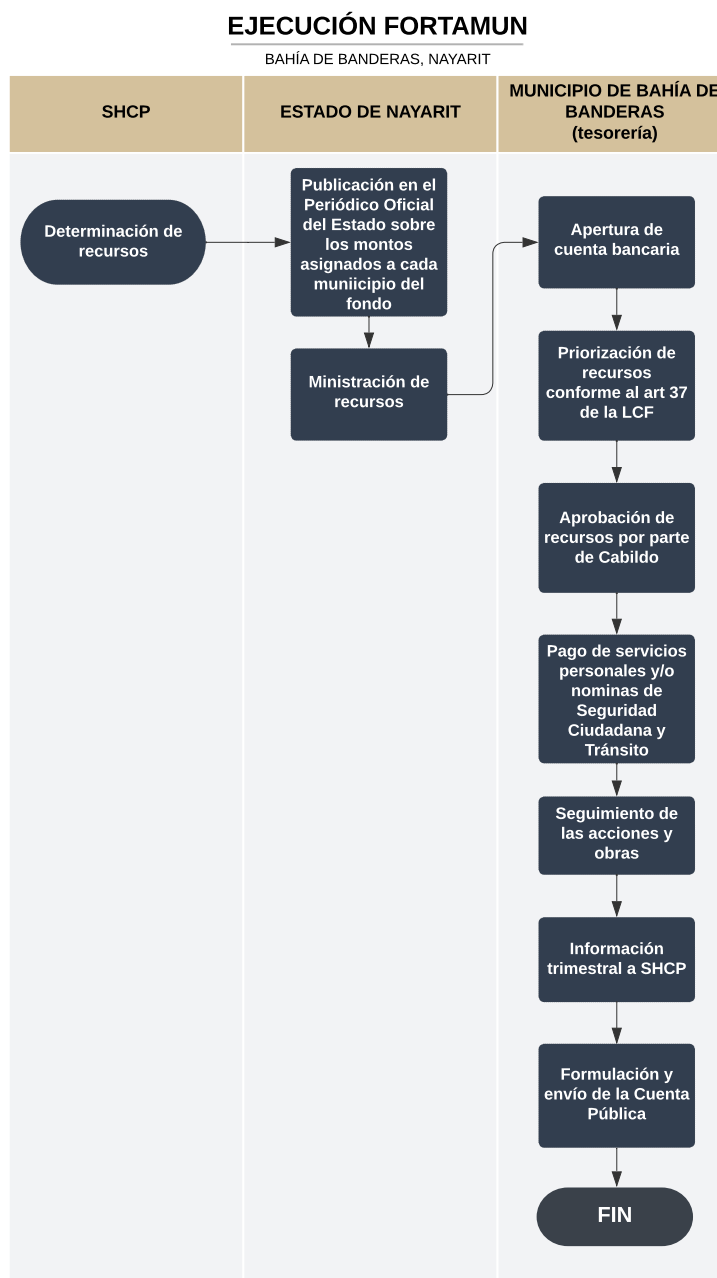 EJECUCIÓN FORTAMUN
BAHÍA DE BANDERAS, NAYARIT
SHCP
ESTADO DE NAYARIT
MUNICIPIO DE BAHÍA DE
BANDERAS
(tesorería)
Determinación de
recursos
Publicación en el
Periódico Oficial
del Estado sobre
los montos
asignados a cada
muniicipio del
fondo
Ministración de
recursos
Apertura de
cuenta bancaria
Priorización de
recursos
conforme al art 37
de la LCF
Aprobación de
recursos por parte
de Cabildo
Pago de servicios
personales y/o
nominas de
Seguridad
Ciudadana y
Tránsito
Seguimiento de
las acciones y
obras
Información
trimestral a SHCP
Formulación y
envío de la Cuenta
Pública
FIN